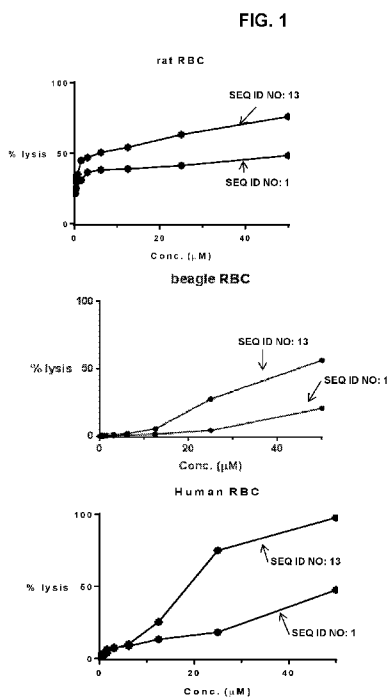 FIG. 1
rat RBC
100
SEQ ID NO: 13
% lysis
50
SEQ ID NO: 1
0
0 20 40
Conc. (μM)
beagle RBC
100
SEQ ID NO: 13
% lysis
50
SEQ ID NO: 1
0
0 20 40
Conc. (μM)
Human RBC
100
SEQ ID NO: 13
% lysis
50
SEQ ID NO: 1
0
0 20 40
Conc. (μM)